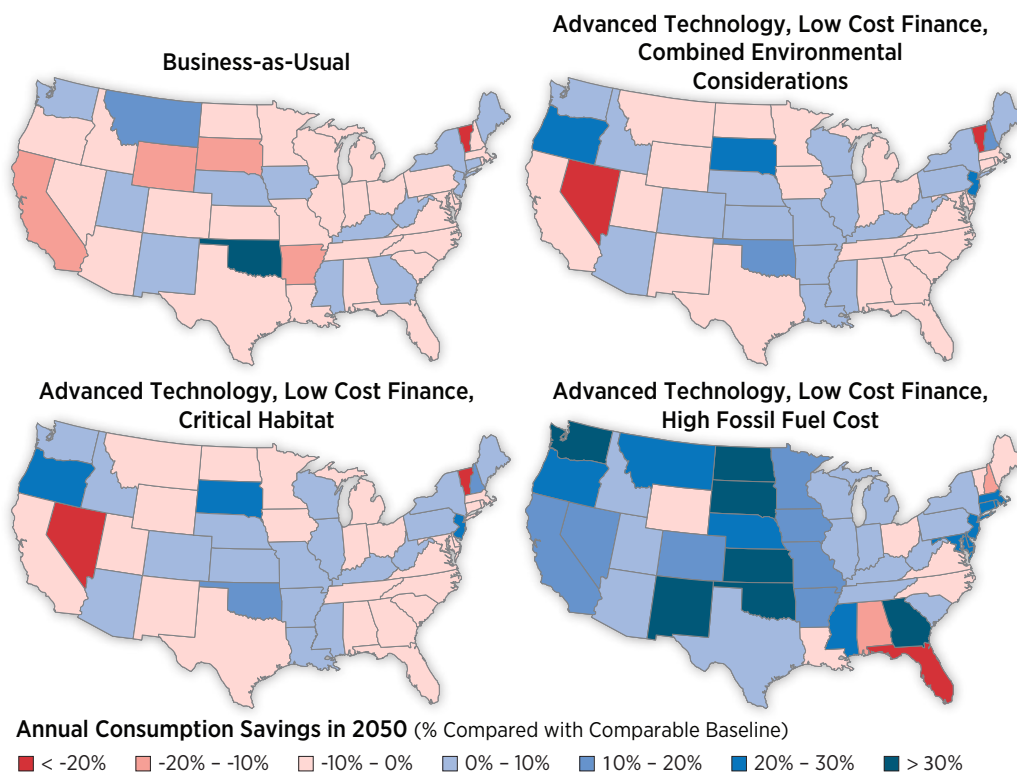 Business-as-Usual
Advanced Technology, Low Cost Finance,
Combined Environmental
Considerations
Advanced Technology, Low Cost Finance,
Critical Habitat
Advanced Technology, Low Cost Finance,
High Fossil Fuel Cost
Annual Consumption Savings in 2050 (% Compared with Comparable Baseline)
< -20% -20% – -10% -10% – 0% 0% – 10% 10% – 20% 20% – 30% > 30%